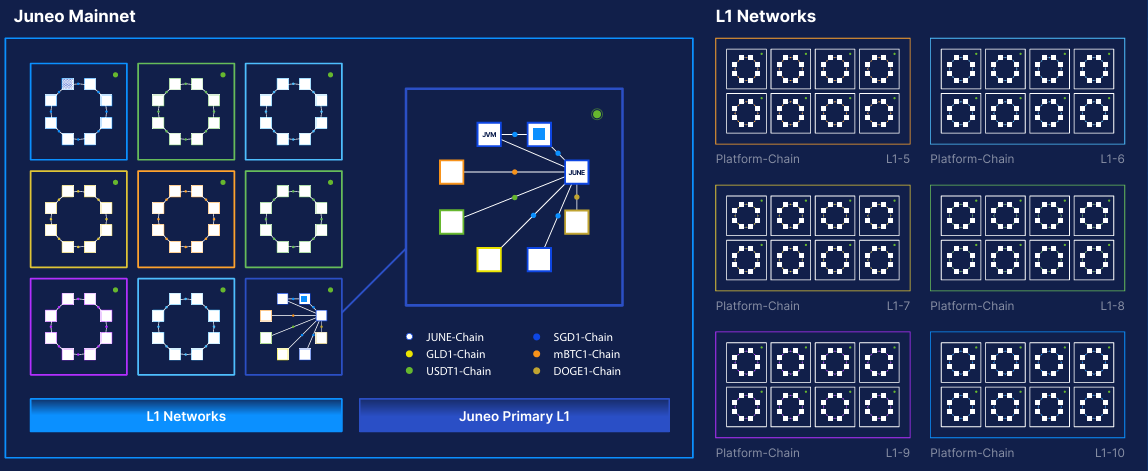 Juneo Mainnet
L1 Networks
JVM
JUNE
JUNE-Chain
SGD1-Chain
GLD1-Chain
mBTC1-Chain
USDT1-Chain
DOGE1-Chain
L1 Networks
Juneo Primary L1
Platform-Chain
L1-5
Platform-Chain
L1-6
Platform-Chain
L1-7
Platform-Chain
L1-8
Platform-Chain
L1-9
Platform-Chain
L1-10